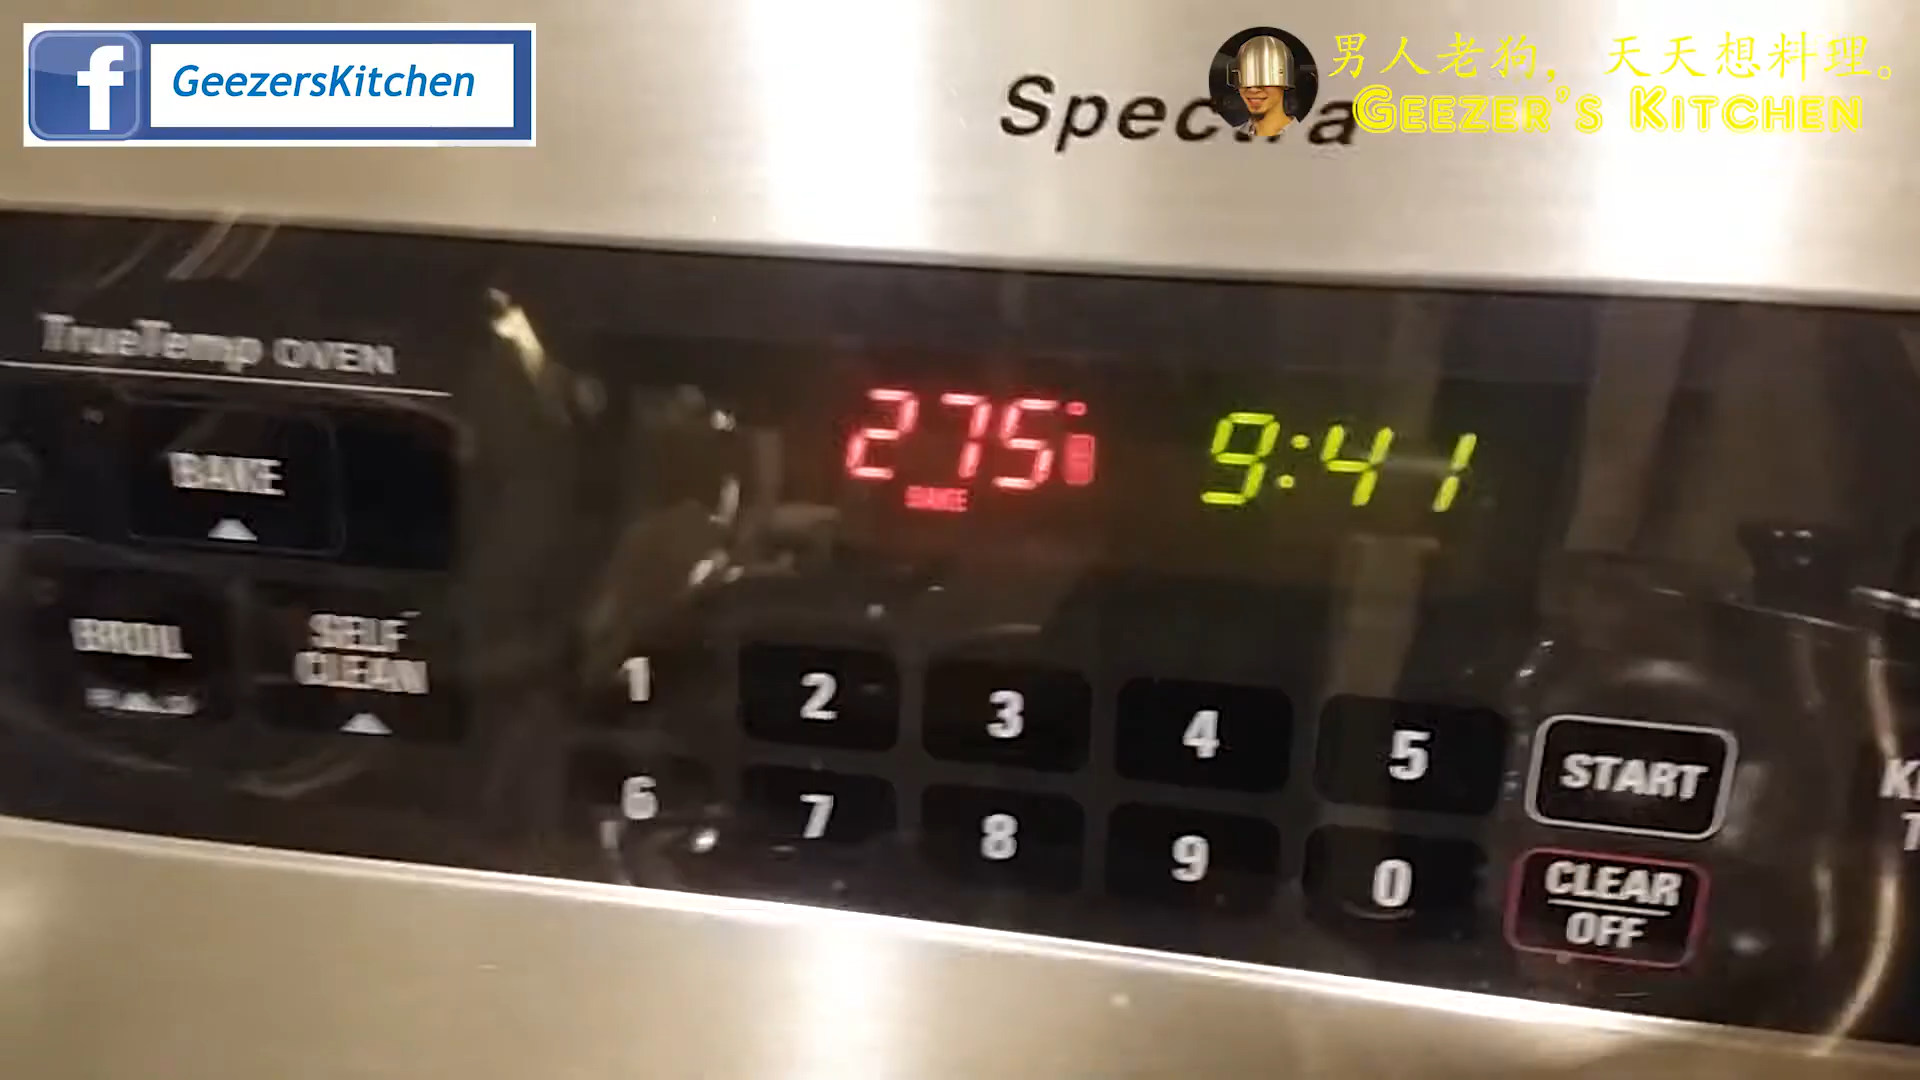 GeezersKitchen
男人老狗，天天想料理。
GEEZER'S KITCHEN
TrueTemp OVEN
BAKE
275
BAKE
9:41
BROIL
SELF
CLEAN
1 2 3 4 5
START
6 7 8 9 0
CLEAR
OFF